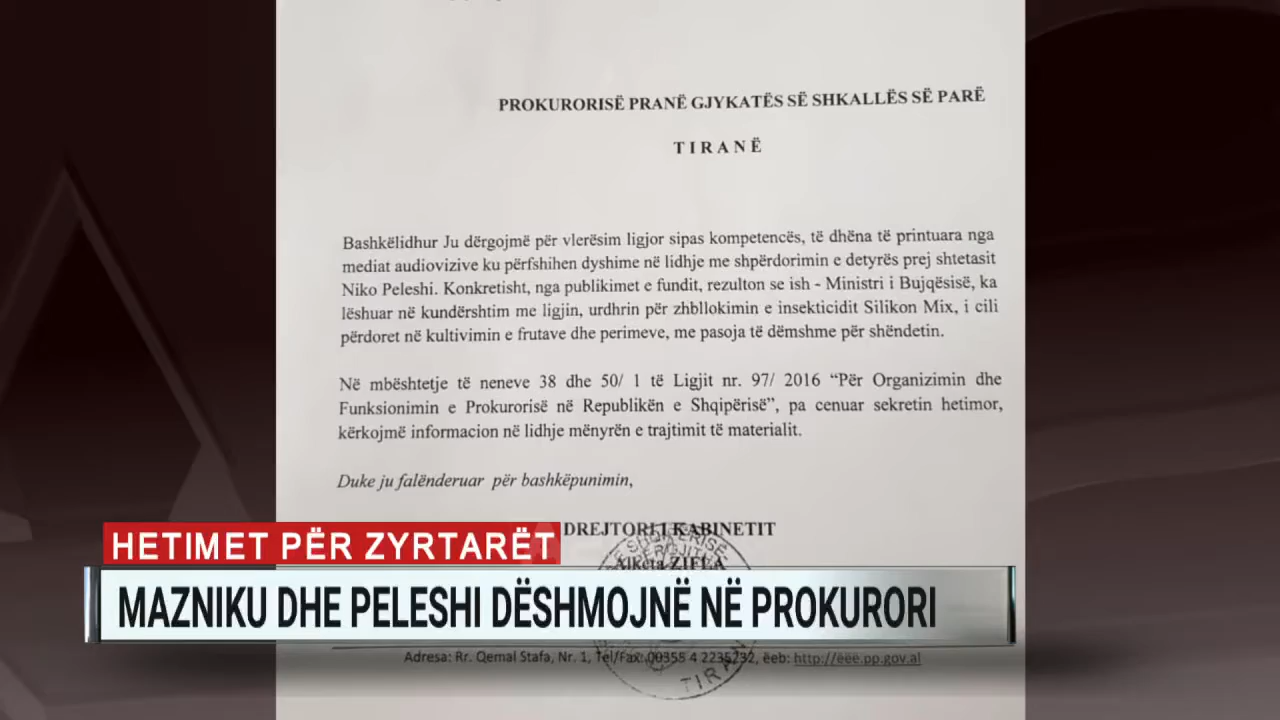 PROKURORISË PRANË GJYKATËS SË SHKALLËS SË PARË
TIRANË
Bashkëlidhur Ju dërgojmë për vlerësim ligjor sipas kompetencës, të dhëna të printuara nga
mediat audiovizive ku përfshihen dyshime në lidhje me shpërdorimin e detyrës prej shtetasit
Niko Peleshi. Konkretisht, nga publikimet e fundit, rezulton se ish - Ministri i Bujqësisë, ka
lëshuar në kundërshtim me ligjin, urdhrin për zhbllokimin e insekticidit Silikon Mix, i cili
përdoret në kultivimin e frutave dhe perimeve, me pasoja të dëmshme për shëndetin.
Në mbështetje të neneve 38 dhe 50/ 1 të Ligjit nr. 97/ 2016 “Për Organizimin dhe
Funksionimin e Prokurorisë në Republikën e Shqipërisë”, pa cenuar sekretin hetimor,
kërkojmë informacion në lidhje mënyrën e trajtimit të materialit.
Duke ju falënderuar për bashkëpunimin,
DREJTORI I KABINETIT
Alketa ZIFLA
HETIMET PËR ZYRTARËT
MAZNIKU DHE PELESHI DËSHMOJNË NË PROKURORI
Adresa: Rr. Qemal Stafa, Nr. 1, Tel/Fax: 00355 4 2235232, ëeb: http://ëëë.pp.gov.al
TIRANË